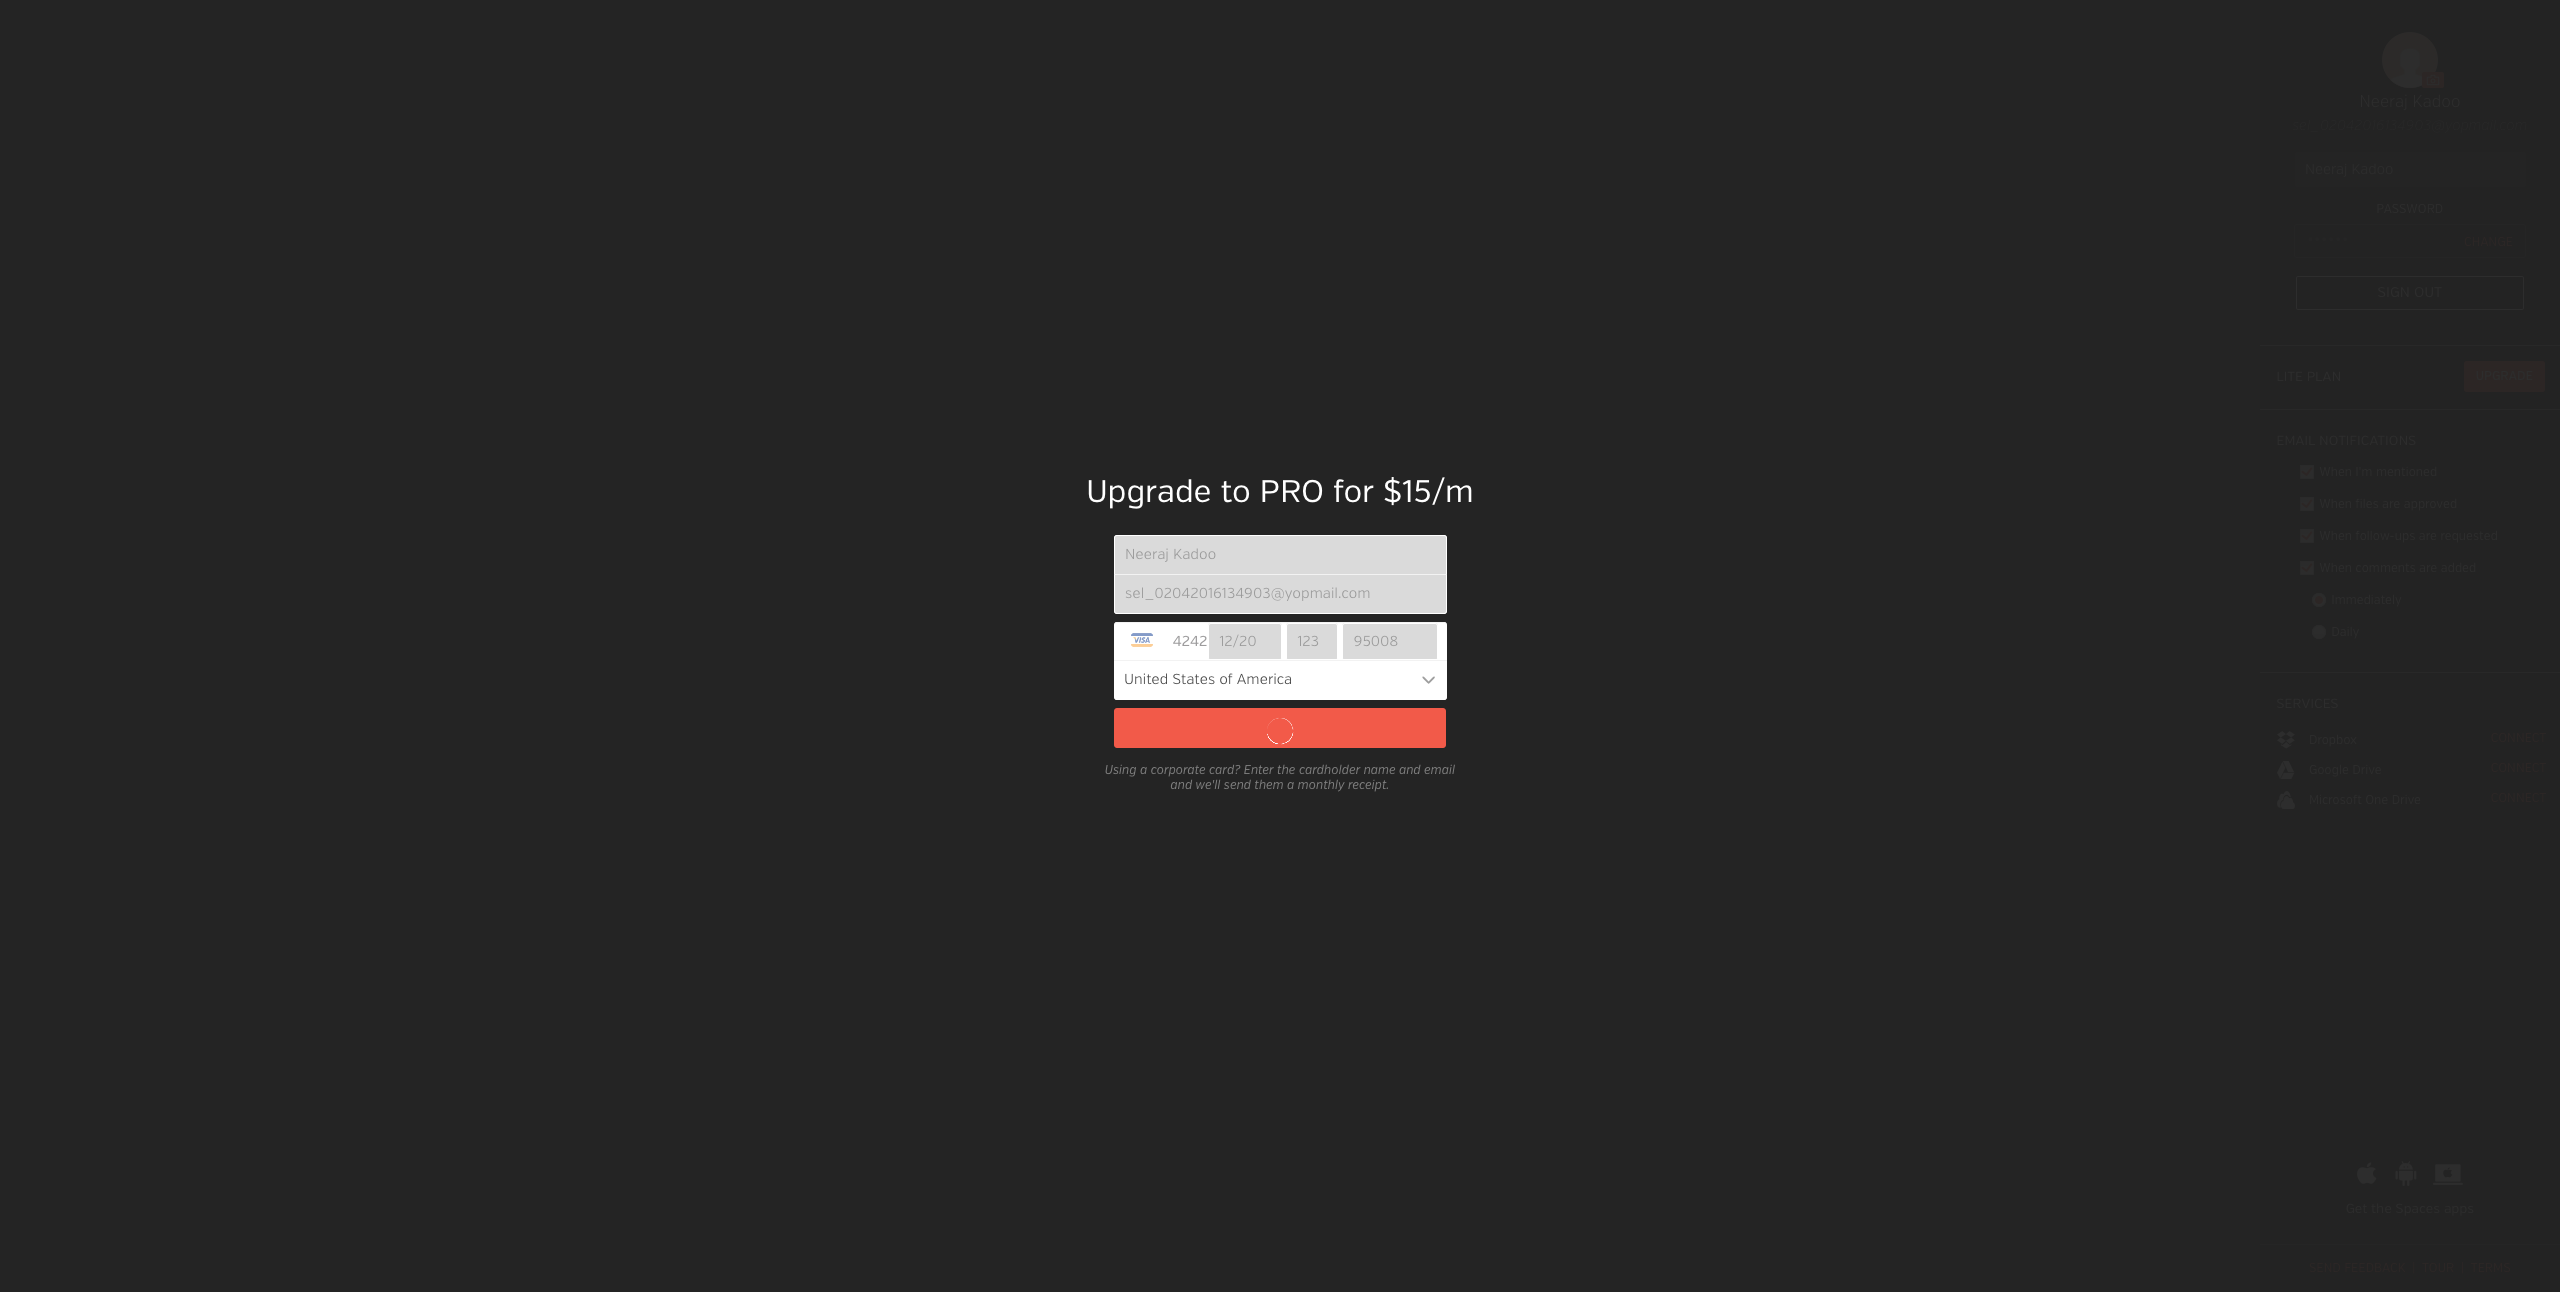 Upgrade to PRO for $15/m
Neeraj Kadoo
sel_02042016134903@yopmail.com
VISA 4242 12/20 123 95008
United States of America
Using a corporate card? Enter the cardholder name and email
and we'll send them a monthly receipt.
Neeraj Kadoo
Neeraj Kadoo
PASSWORD
SIGN OUT
LITE PLAN UPGRADE
EMAIL NOTIFICATIONS
When I'm mentioned
When files are approved
When follow-ups are requested
When comments are added
Immediately
Daily
SERVICES
Dropbox
Google Drive
Microsoft One Drive
Get the Spaces apps